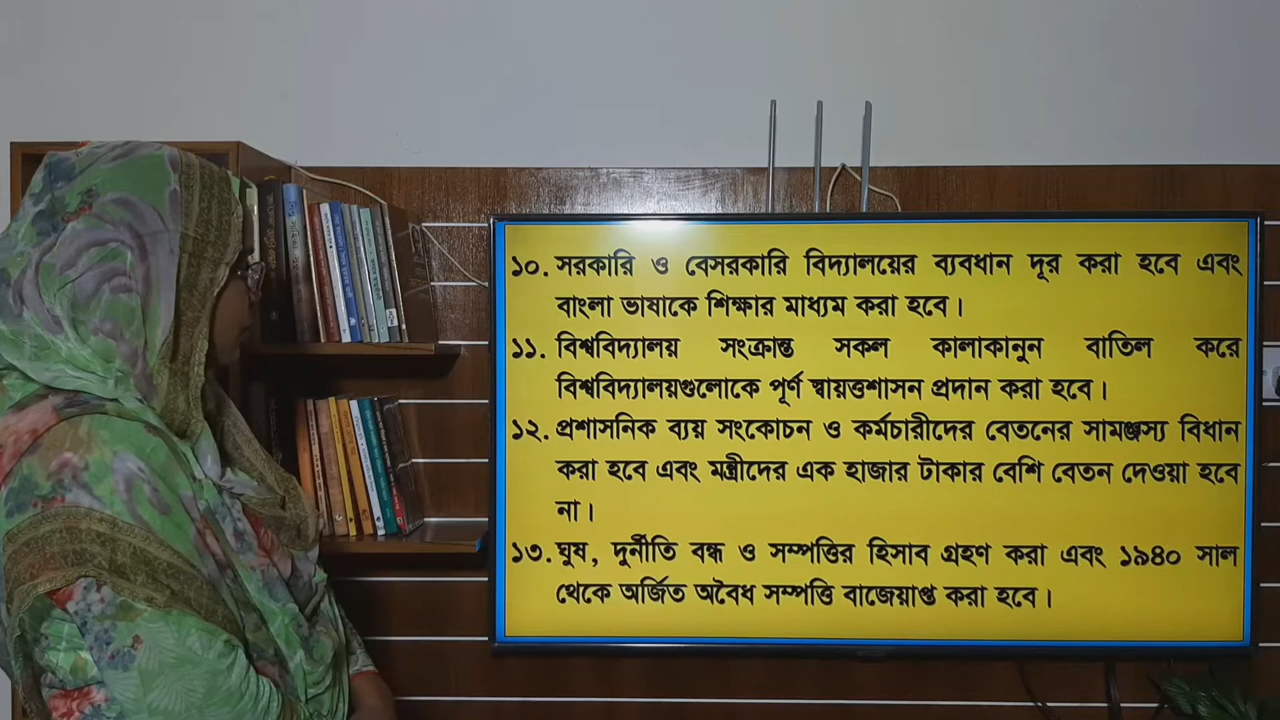 ১০. সরকারি ও বেসরকারি বিদ্যালয়ের ব্যবধান দূর করা হবে এবং
বাংলা ভাষাকে শিক্ষার মাধ্যম করা হবে।
১১. বিশ্ববিদ্যালয় সংক্রান্ত সকল কালাকানুন বাতিল করে
বিশ্ববিদ্যালয়গুলোকে পূর্ণ স্বায়ত্তশাসন প্রদান করা হবে।
১২. প্রশাসনিক ব্যয় সংকোচন ও কর্মচারীদের বেতনের সামঞ্জস্য বিধান
করা হবে এবং মন্ত্রীদের এক হাজার টাকার বেশি বেতন দেওয়া হবে
না।
১৩. ঘুষ, দুর্নীতি বন্ধ ও সম্পত্তির হিসাব গ্রহণ করা এবং ১৯৪০ সাল
থেকে অর্জিত অবৈধ সম্পত্তি বাজেয়াপ্ত করা হবে।